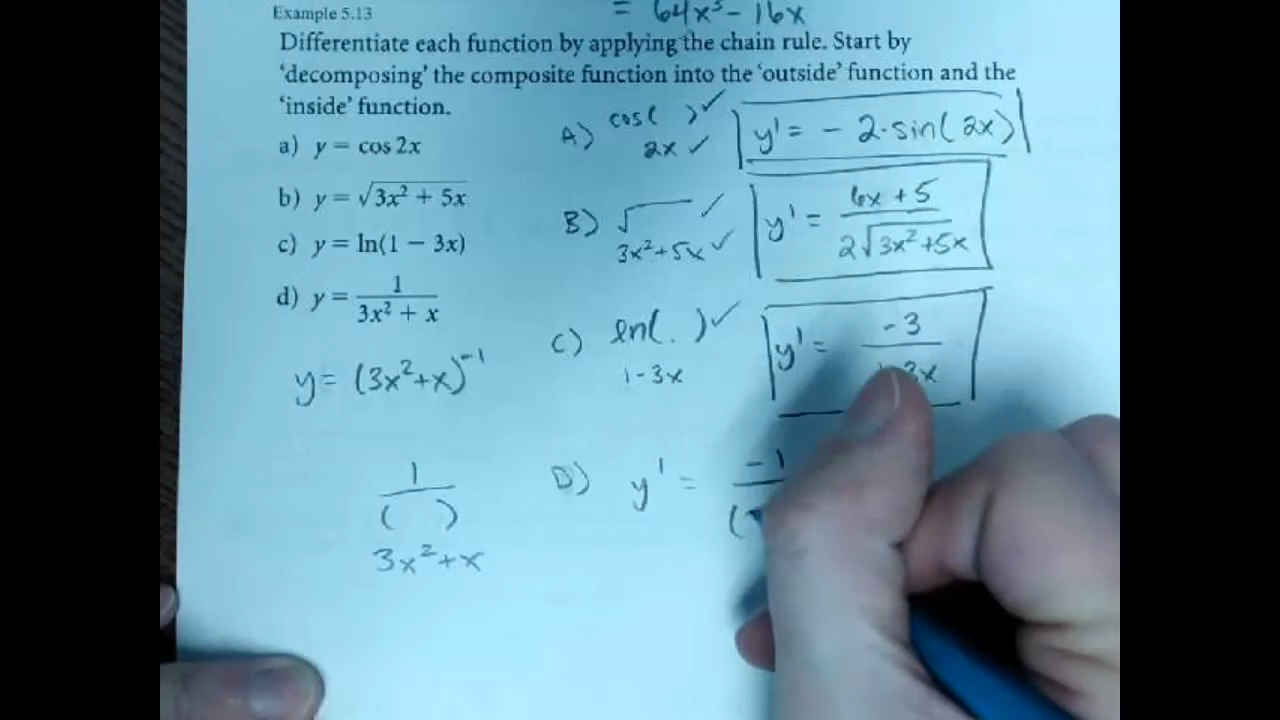 = 64x³ - 16x
Example 5.13
Differentiate each function by applying the chain rule. Start by
‘decomposing’ the composite function into the ‘outside’ function and the
‘inside’ function.
a) y = cos 2x
b) y = √(3x² + 5x)
c) y = ln(1 − 3x)
d) y = 1/(3x² + x)
y = (3x²+x)⁻¹
1/( )
3x²+x
A) cos( ) ✓
2x ✓
y' = - 2·sin(2x)
B) √ ✓
3x²+5x ✓
y' = (6x+5)/(2√(3x²+5x))
C) ln( ) ✓
1-3x
y' = -3/
D) y' = -1/(